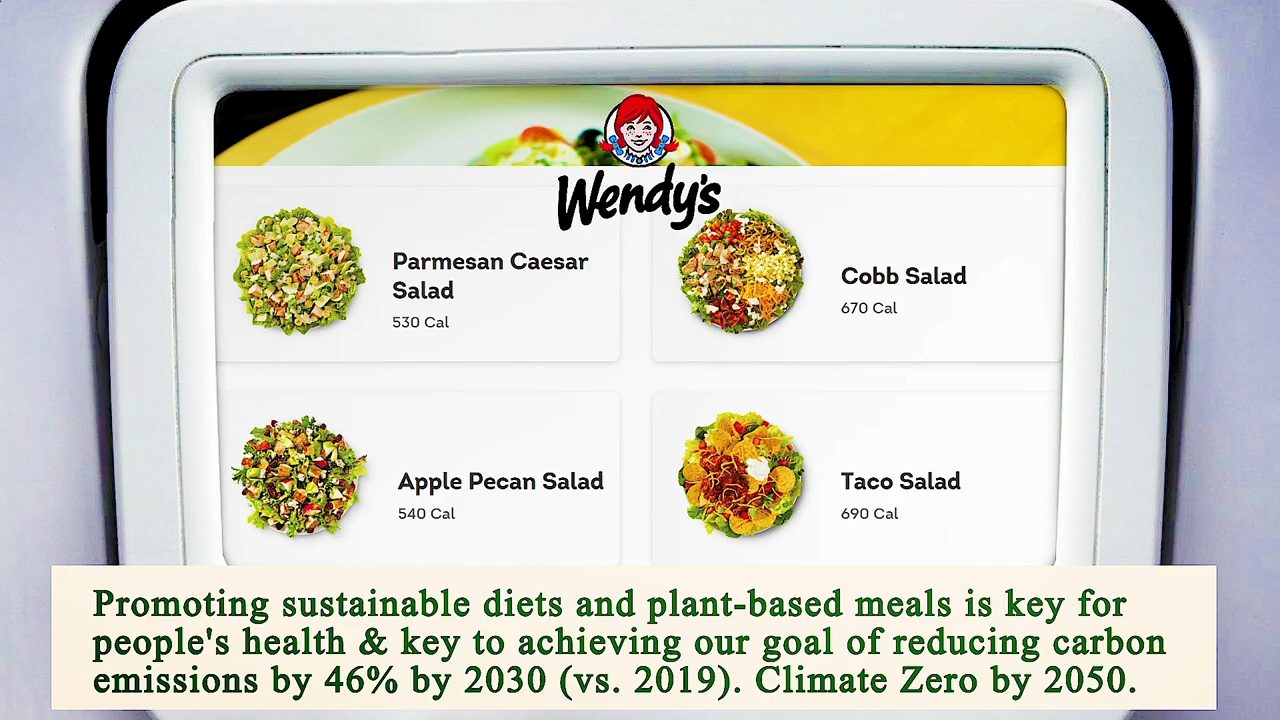 Wendy's
Parmesan Caesar
Salad
530 Cal
Cobb Salad
670 Cal
Apple Pecan Salad
540 Cal
Taco Salad
690 Cal
Promoting sustainable diets and plant-based meals is key for
people's health & key to achieving our goal of reducing carbon
emissions by 46% by 2030 (vs. 2019). Climate Zero by 2050.